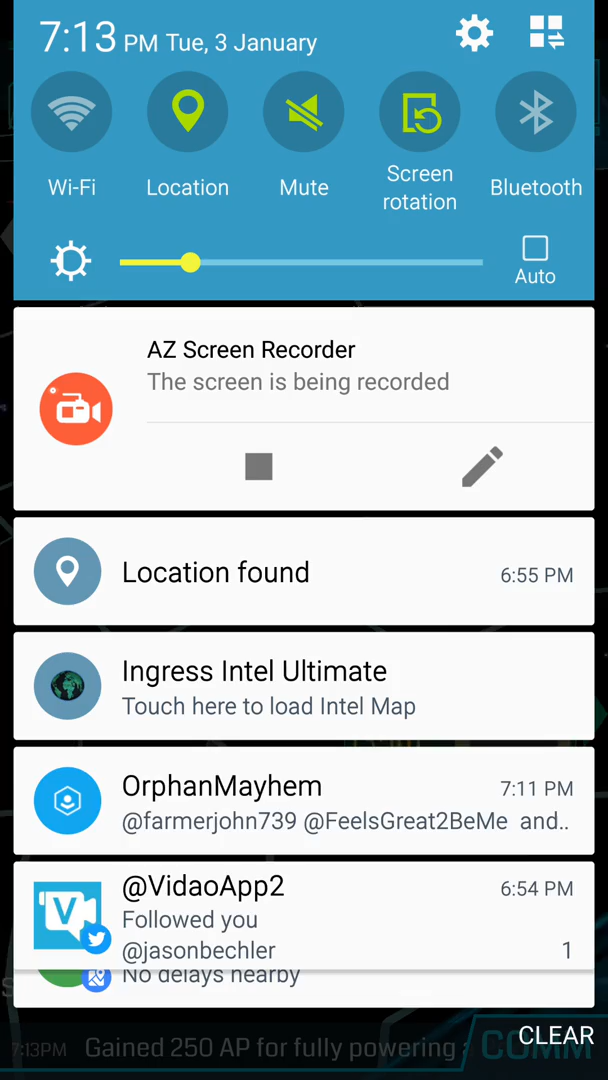 7:13 PM Tue, 3 January
Wi-Fi
Location
Mute
Screen rotation
Bluetooth
Auto
AZ Screen Recorder
The screen is being recorded
Location found
6:55 PM
Ingress Intel Ultimate
Touch here to load Intel Map
OrphanMayhem
7:11 PM
@farmerjohn739 @FeelsGreat2BeMe and..
@VidaoApp2
6:54 PM
Followed you
@jasonbechler
1
No delays nearby
CLEAR
7:13PM Gained 250 AP for fully powering
COMM